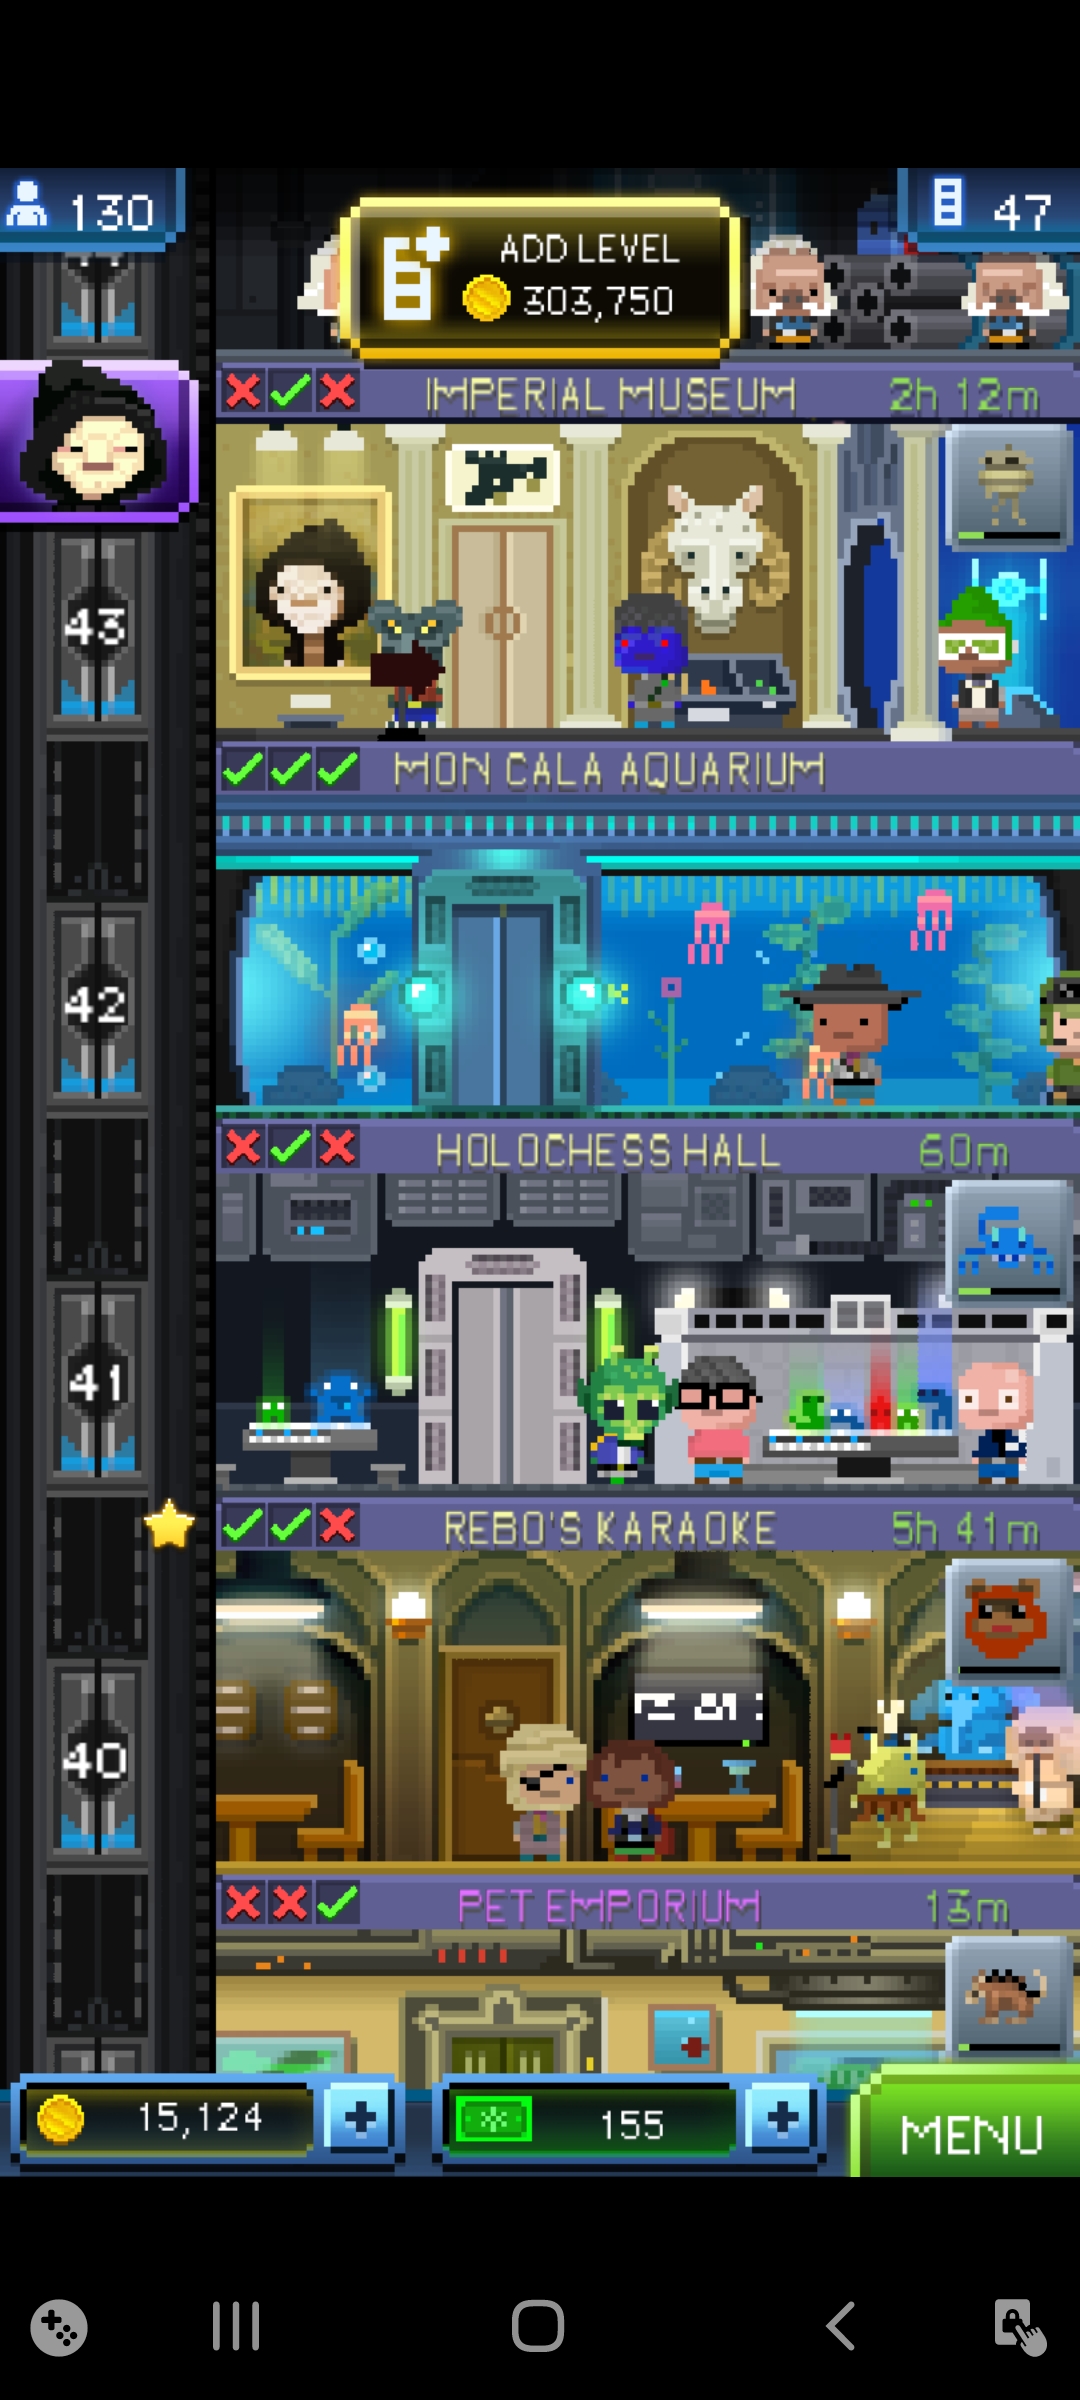 130
ADD LEVEL
303,750
47
IMPERIAL MUSEUM 2h 12m
43
MON CALA AQUARIUM
42
HOLOCHESS HALL 60m
41
REBO'S KARAOKE 5h 41m
40
PET EMPORIUM 13m
15,124
155
MENU